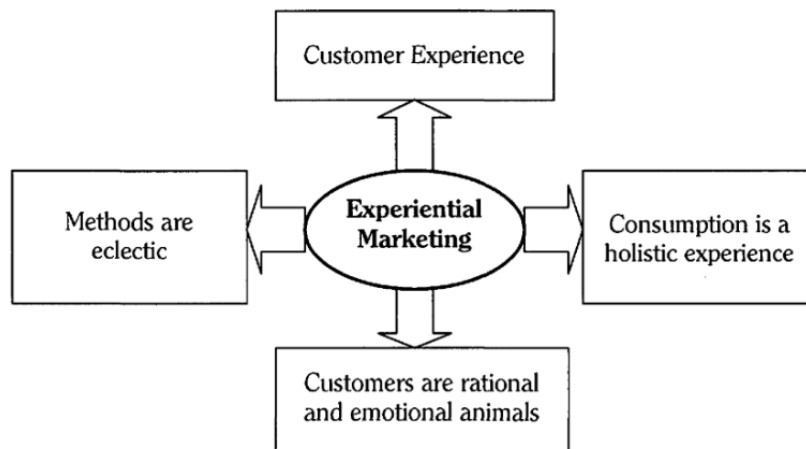 Customer Experience
Methods are
eclectic
Experiential
Marketing
Consumption is a
holistic experience
Customers are rational
and emotional animals